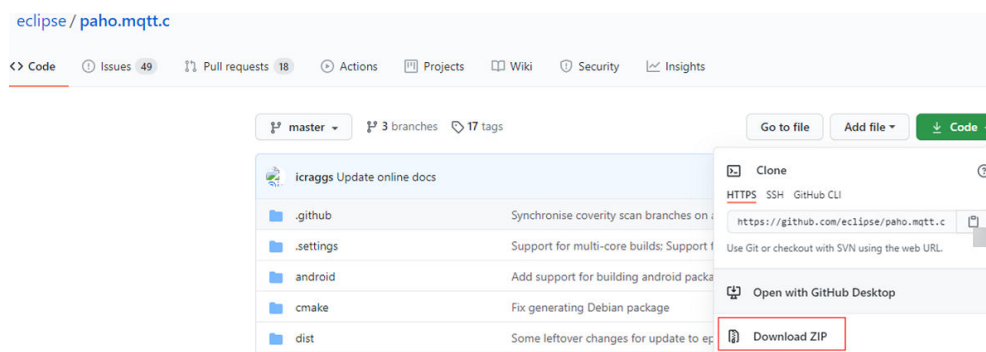 eclipse / paho.mqtt.c
<> Code Issues 49 Pull requests 18 Actions Projects Wiki Security Insights
master 3 branches 17 tags Go to file Add file Code
icraggs Update online docs
.github Synchronise coverity scan branches on
.settings Support for multi-core builds; Support
android Add support for building android packa
cmake Fix generating Debian package
dist Some leftover changes for update to ep
Clone
HTTPS SSH GitHub CLI
https://github.com/eclipse/paho.mqtt.c
Use Git or checkout with SVN using the web URL.
Open with GitHub Desktop
Download ZIP